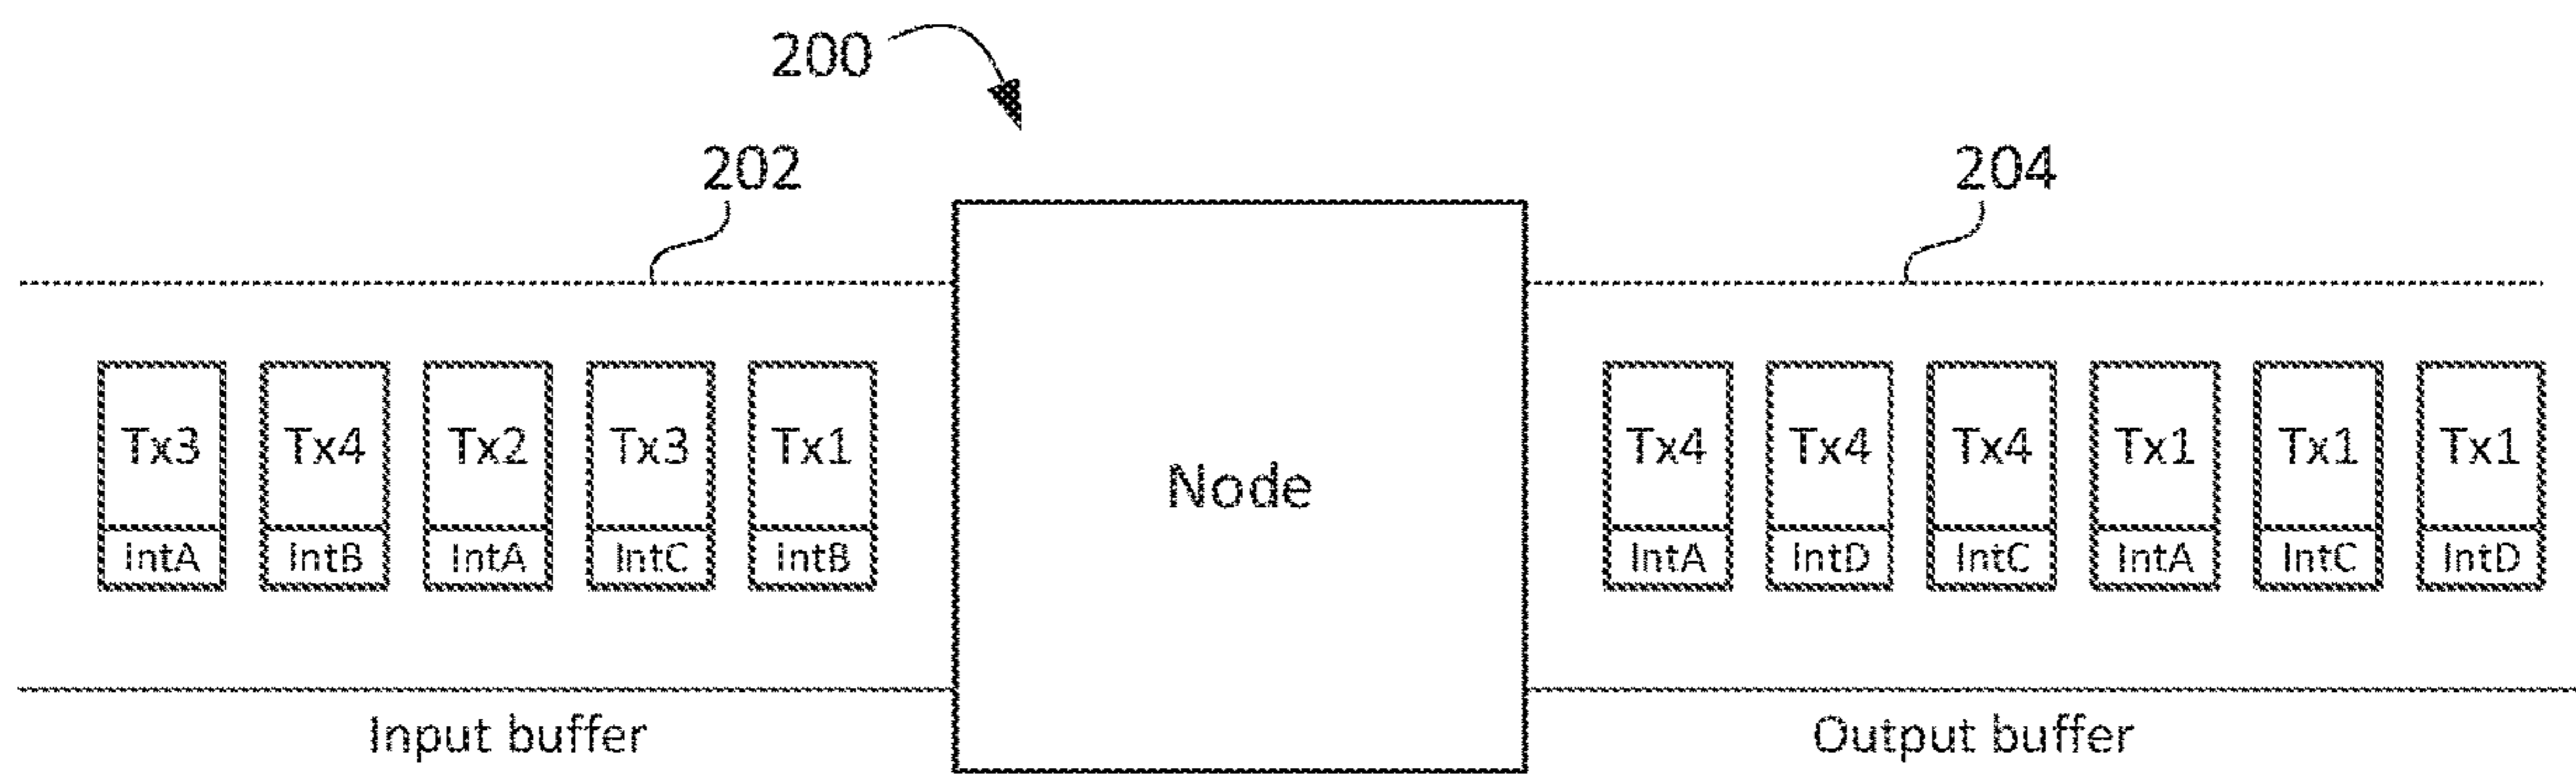 200
202
204
Tx3 Tx4 Tx2 Tx3 Tx1
IntA IntB IntA IntC IntB
Node
Tx4 Tx4 Tx4 Tx1 Tx1 Tx1
IntA IntD IntC IntA IntC IntD
Input buffer
Output buffer